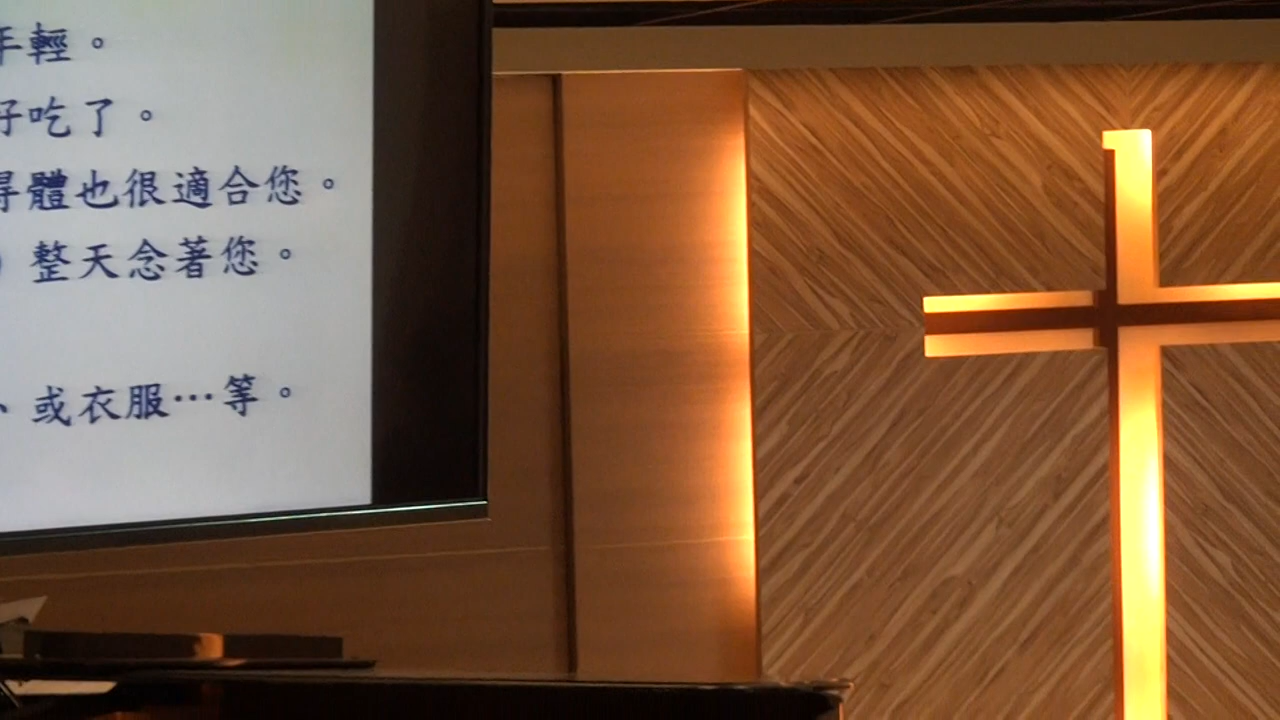 年輕。
好吃了。
得體也很適合您。
）整天念著您。
、或衣服…等。